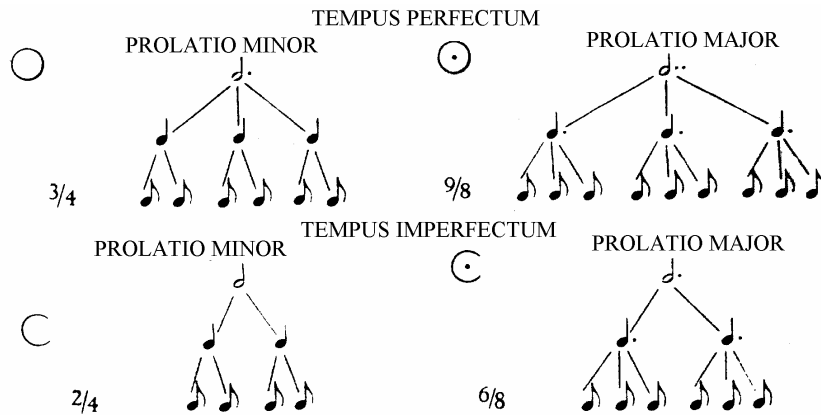 TEMPUS PERFECTUM
PROLATIO MINOR
PROLATIO MAJOR
3/4
9/8
TEMPUS IMPERFECTUM
PROLATIO MINOR
PROLATIO MAJOR
2/4
6/8